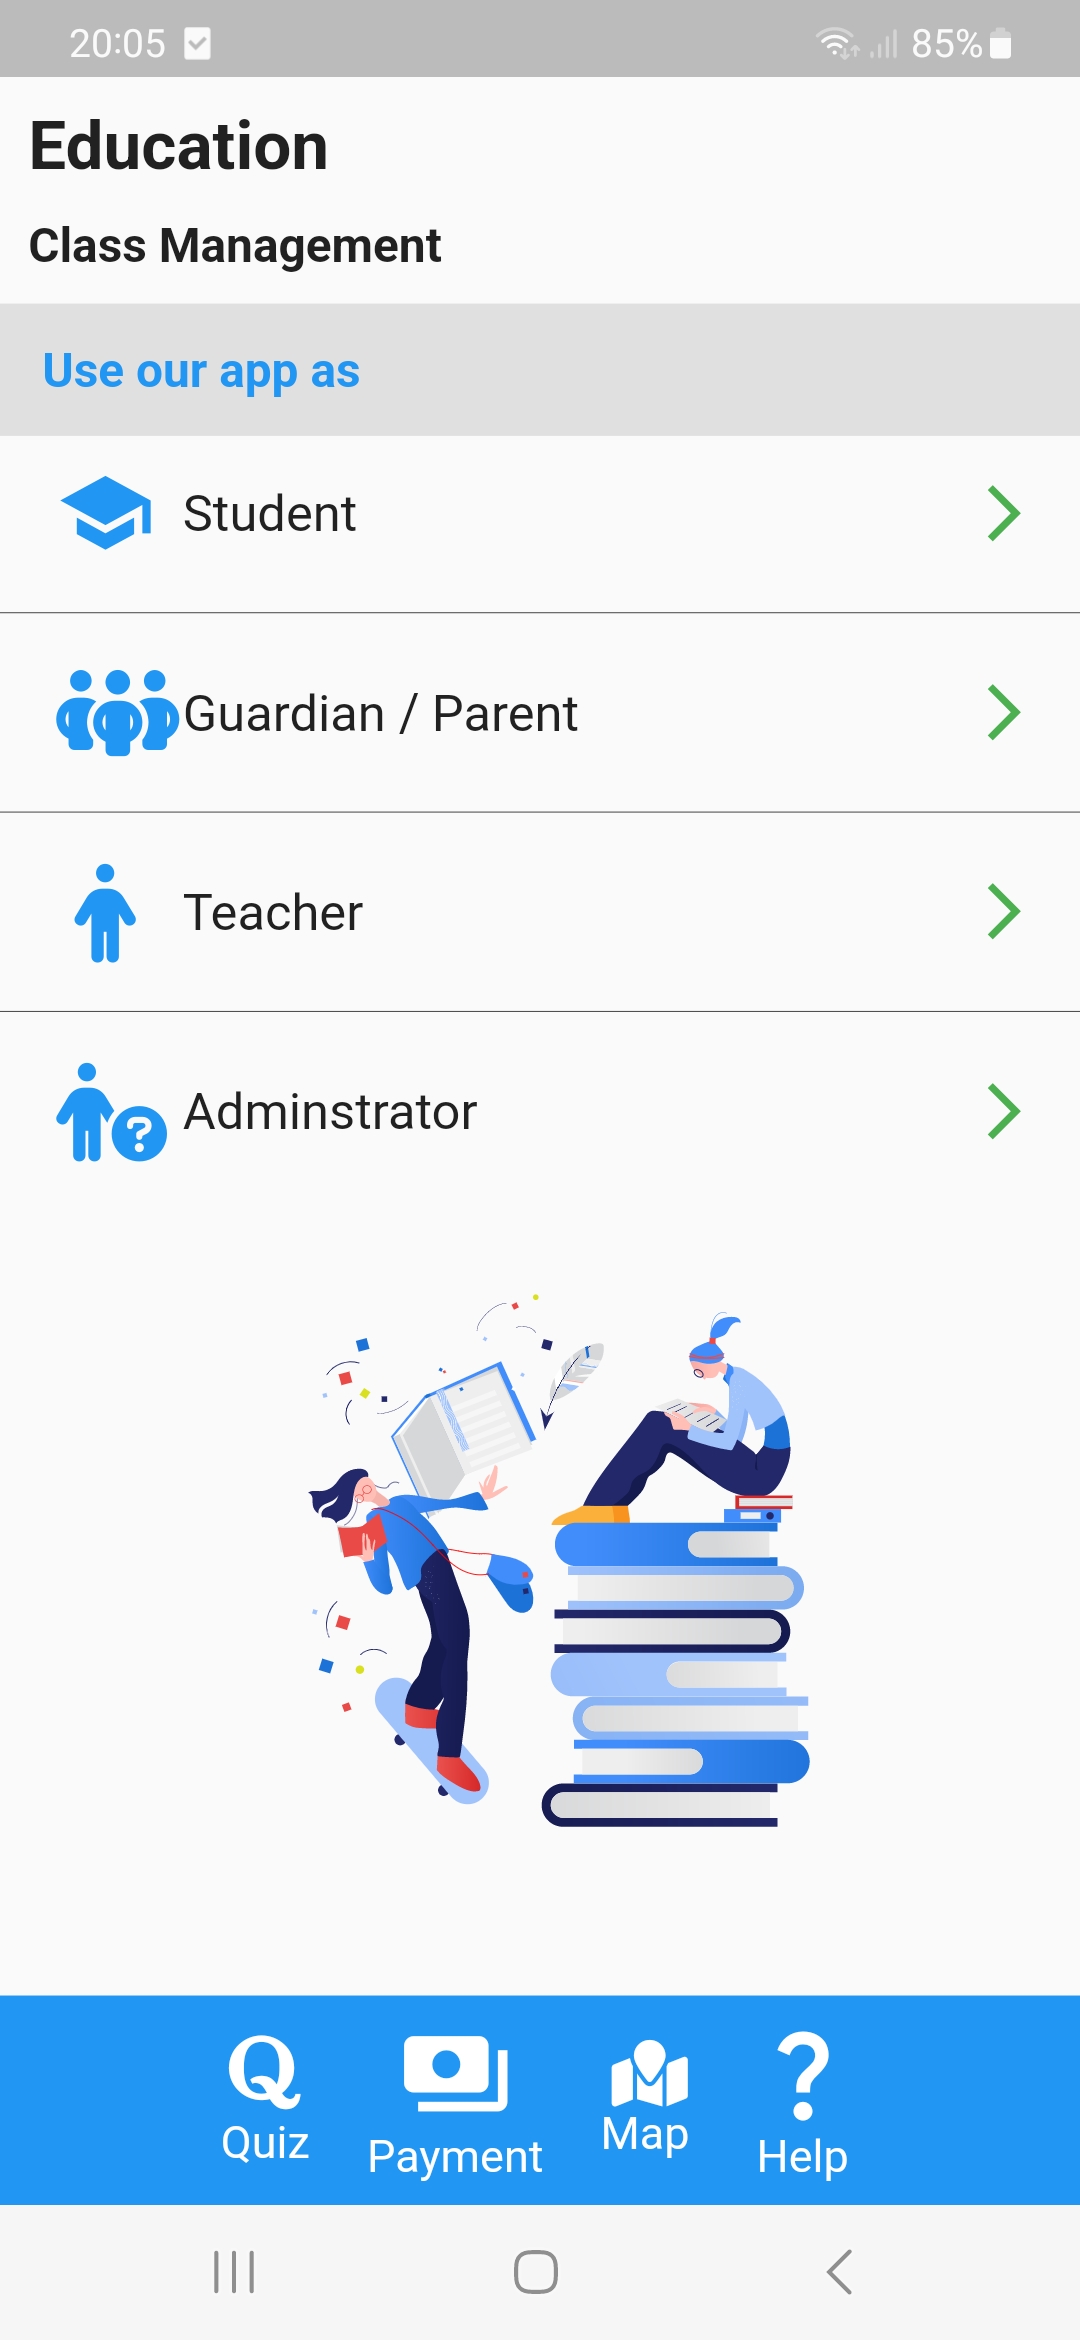 20:05 85%
Education
Class Management
Use our app as
Student
Guardian / Parent
Teacher
Adminstrator
Quiz Payment Map Help